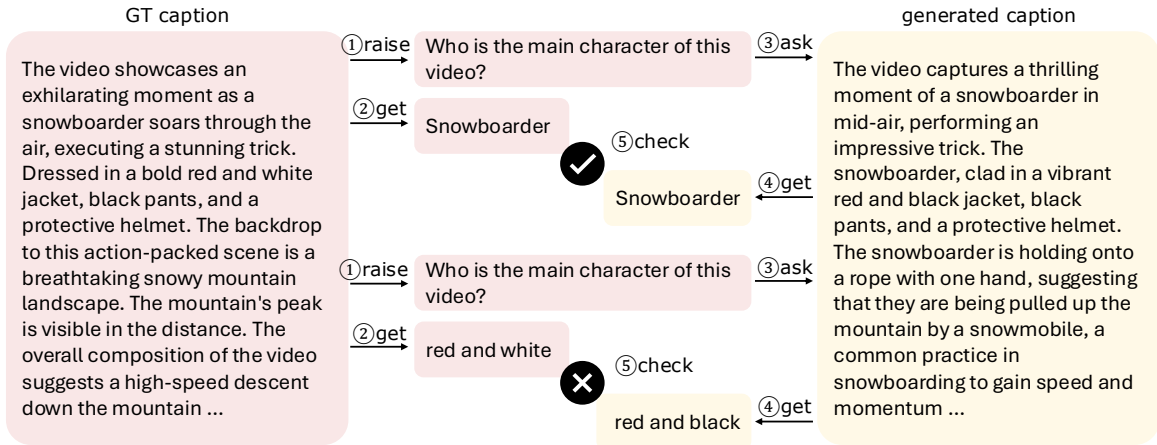 GT caption
The video showcases an
exhilarating moment as a
snowboarder soars through the
air, executing a stunning trick.
Dressed in a bold red and white
jacket, black pants, and a
protective helmet. The backdrop
to this action-packed scene is a
breathtaking snowy mountain
landscape. The mountain's peak
is visible in the distance. The
overall composition of the video
suggests a high-speed descent
down the mountain ...
①raise
Who is the main character of this
video?
③ask
②get
Snowboarder
⑤check
④get
Snowboarder
①raise
Who is the main character of this
video?
③ask
②get
red and white
⑤check
④get
red and black
generated caption
The video captures a thrilling
moment of a snowboarder in
mid-air, performing an
impressive trick. The
snowboarder, clad in a vibrant
red and black jacket, black
pants, and a protective helmet.
The snowboarder is holding onto
a rope with one hand, suggesting
that they are being pulled up the
mountain by a snowmobile, a
common practice in
snowboarding to gain speed and
momentum ...